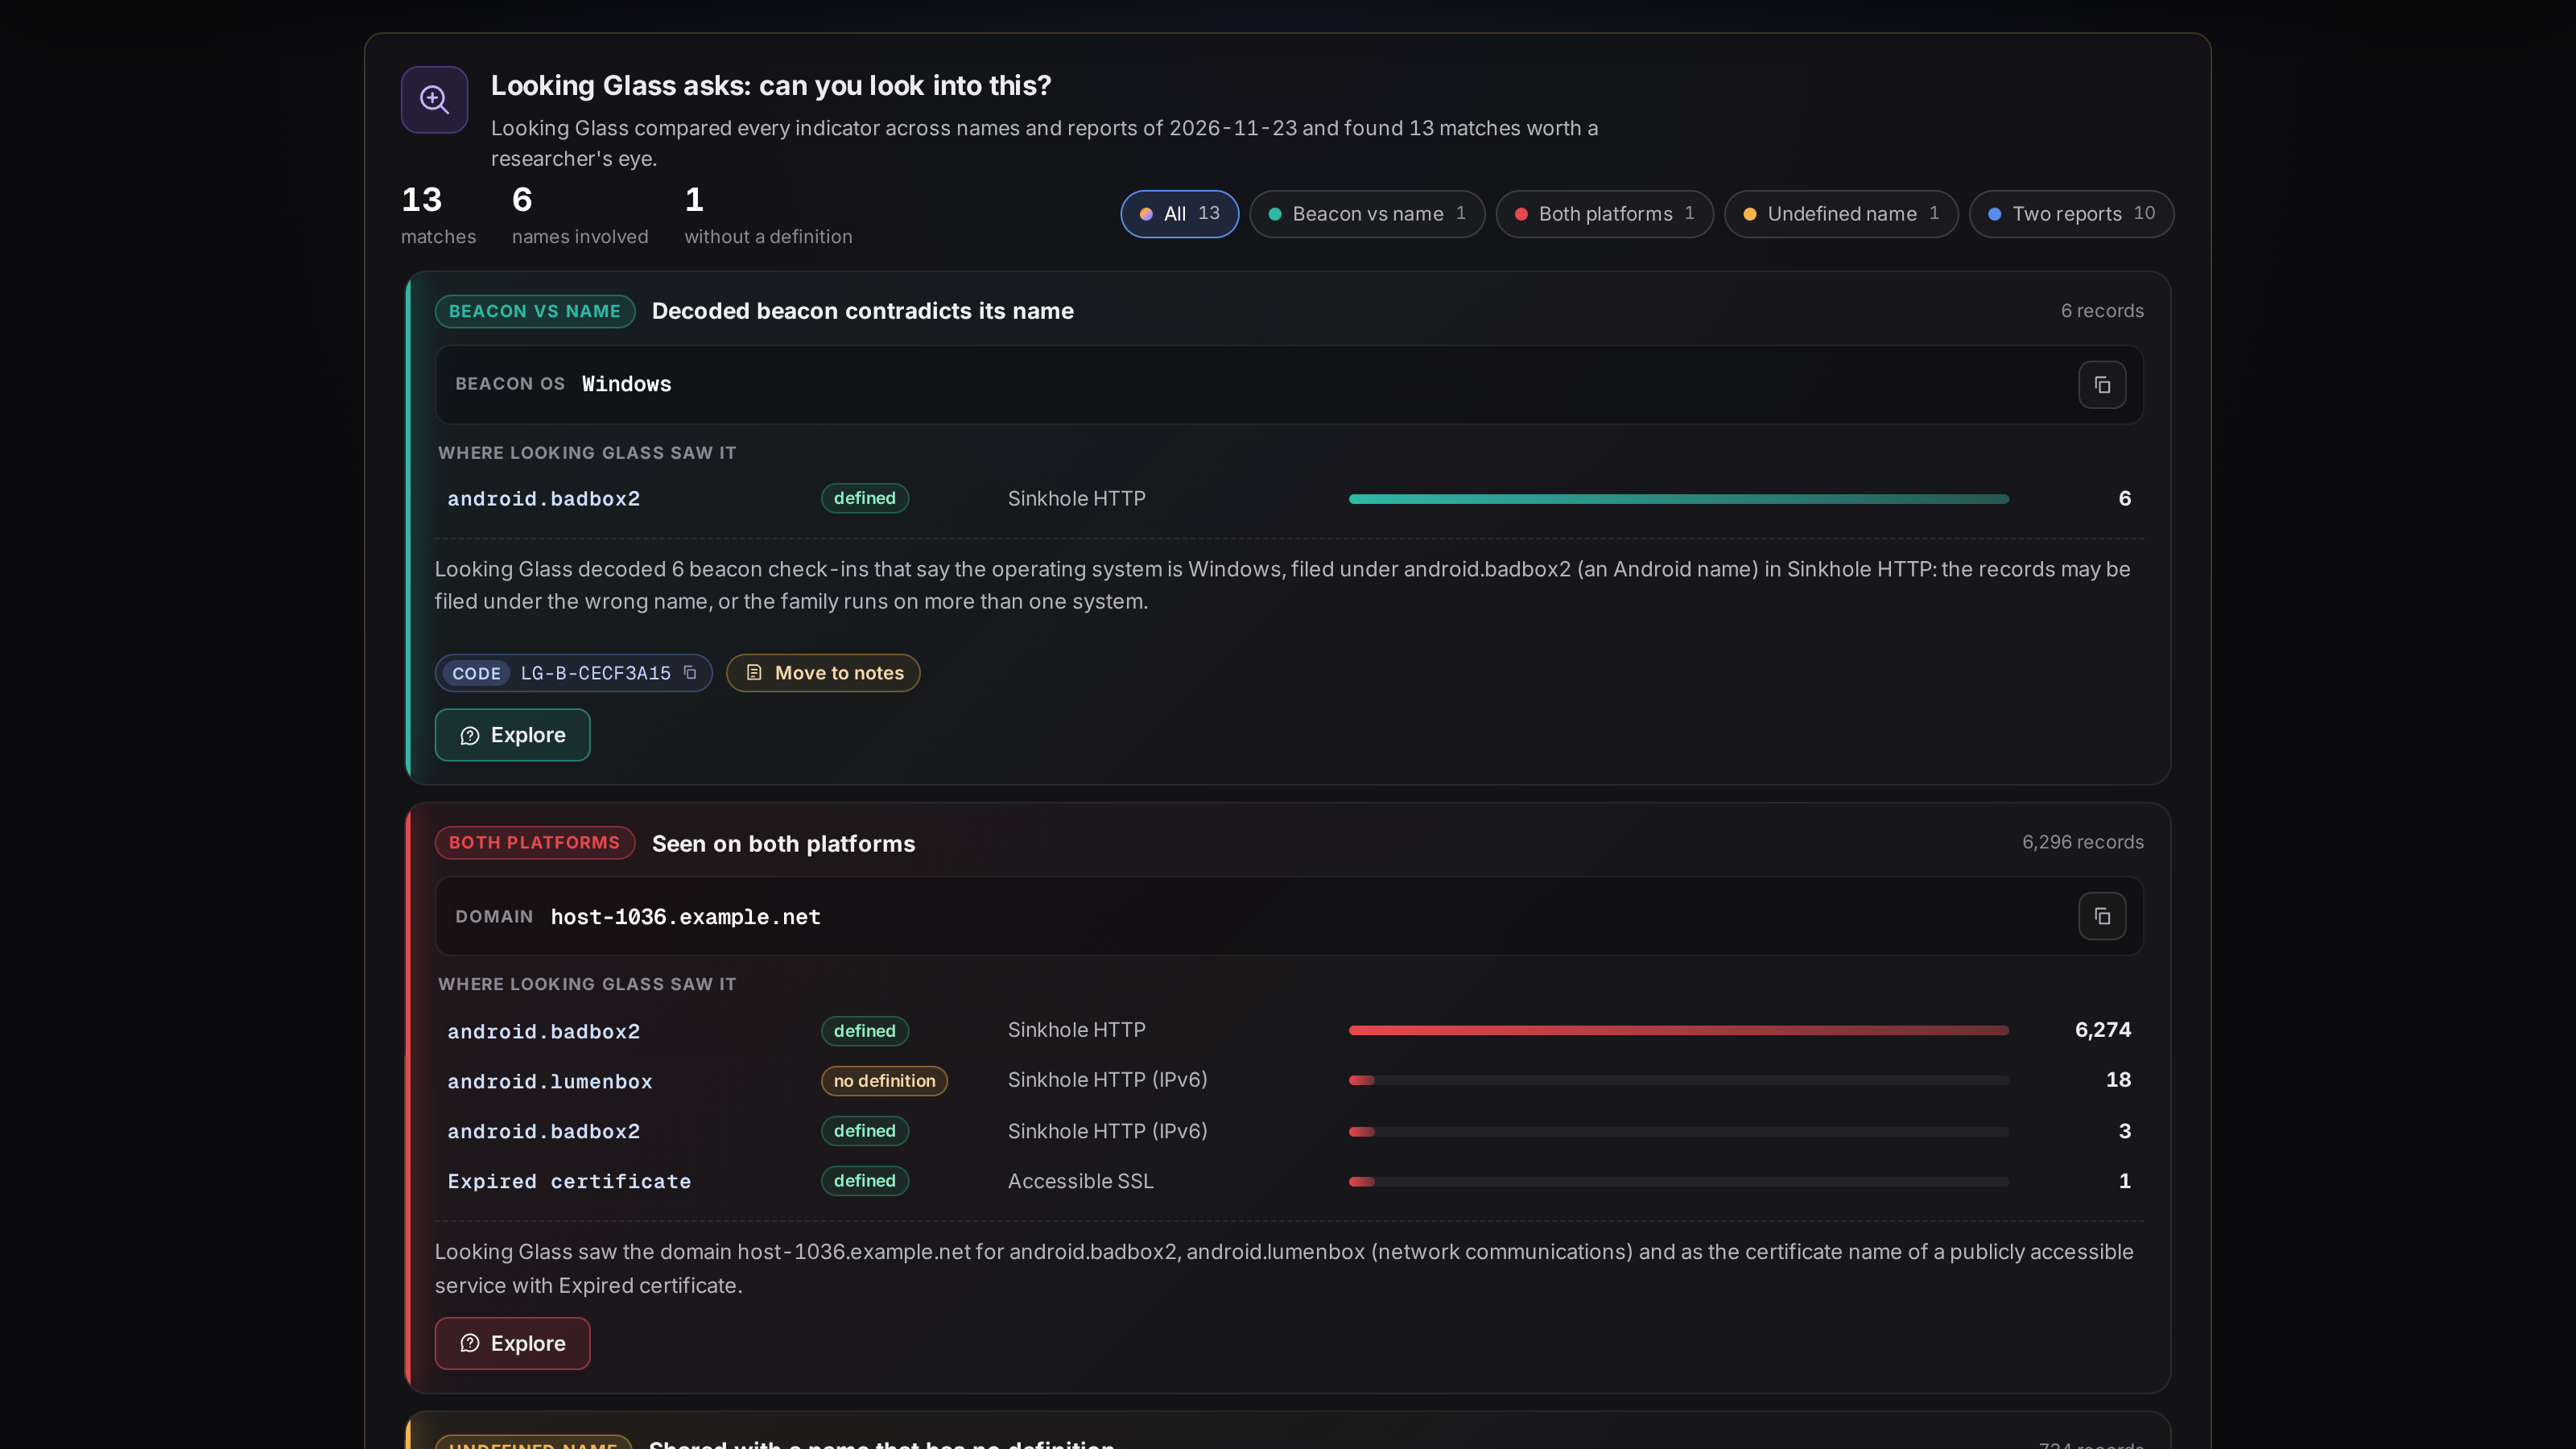 Looking Glass asks: can you look into this?
Looking Glass compared every indicator across names and reports of 2026-11-23 and found 13 matches worth a
researcher's eye.
13 6 1
matches names involved without a definition
All 13 Beacon vs name 1 Both platforms 1 Undefined name 1 Two reports 10
BEACON VS NAME Decoded beacon contradicts its name 6 records
BEACON OS Windows
WHERE LOOKING GLASS SAW IT
android.badbox2 defined Sinkhole HTTP 6
Looking Glass decoded 6 beacon check-ins that say the operating system is Windows, filed under android.badbox2 (an Android name) in Sinkhole HTTP: the records may be
filed under the wrong name, or the family runs on more than one system.
CODE LG-B-CECF3A15 Move to notes
Explore
BOTH PLATFORMS Seen on both platforms 6,296 records
DOMAIN host-1036.example.net
WHERE LOOKING GLASS SAW IT
android.badbox2 defined Sinkhole HTTP 6,274
android.lumenbox no definition Sinkhole HTTP (IPv6) 18
android.badbox2 defined Sinkhole HTTP (IPv6) 3
Expired certificate defined Accessible SSL 1
Looking Glass saw the domain host-1036.example.net for android.badbox2, android.lumenbox (network communications) and as the certificate name of a publicly accessible
service with Expired certificate.
Explore
UNDEFINED NAME Shared with a name that has no definition records